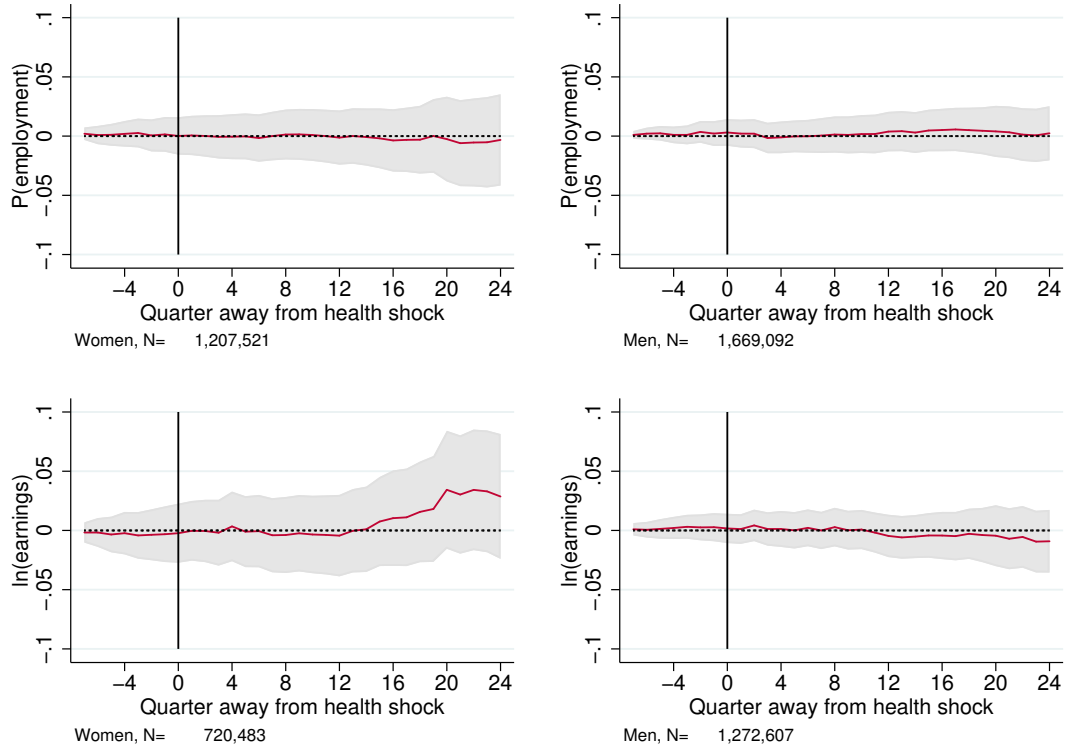 P(employment)
.1
.05
0
-.05
-.1
-4 0 4 8 12 16 20 24
Quarter away from health shock
Women, N= 1,207,521
P(employment)
.1
.05
0
-.05
-.1
-4 0 4 8 12 16 20 24
Quarter away from health shock
Men, N= 1,669,092
ln(earnings)
.1
.05
0
-.05
-.1
-4 0 4 8 12 16 20 24
Quarter away from health shock
Women, N= 720,483
ln(earnings)
.1
.05
0
-.05
-.1
-4 0 4 8 12 16 20 24
Quarter away from health shock
Men, N= 1,272,607